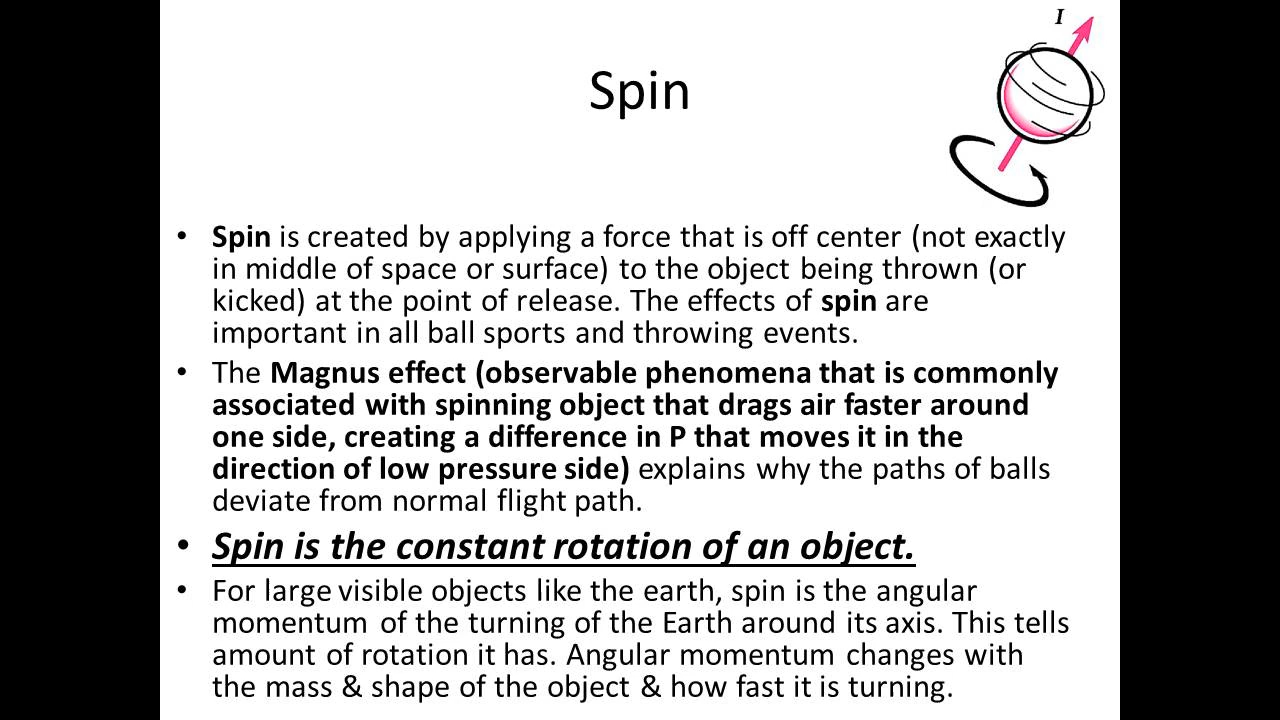 I
Spin
• Spin is created by applying a force that is off center (not exactly
in middle of space or surface) to the object being thrown (or
kicked) at the point of release. The effects of spin are
important in all ball sports and throwing events.
• The Magnus effect (observable phenomena that is commonly
associated with spinning object that drags air faster around
one side, creating a difference in P that moves it in the
direction of low pressure side) explains why the paths of balls
deviate from normal flight path.
• Spin is the constant rotation of an object.
• For large visible objects like the earth, spin is the angular
momentum of the turning of the Earth around its axis. This tells
amount of rotation it has. Angular momentum changes with
the mass & shape of the object & how fast it is turning.